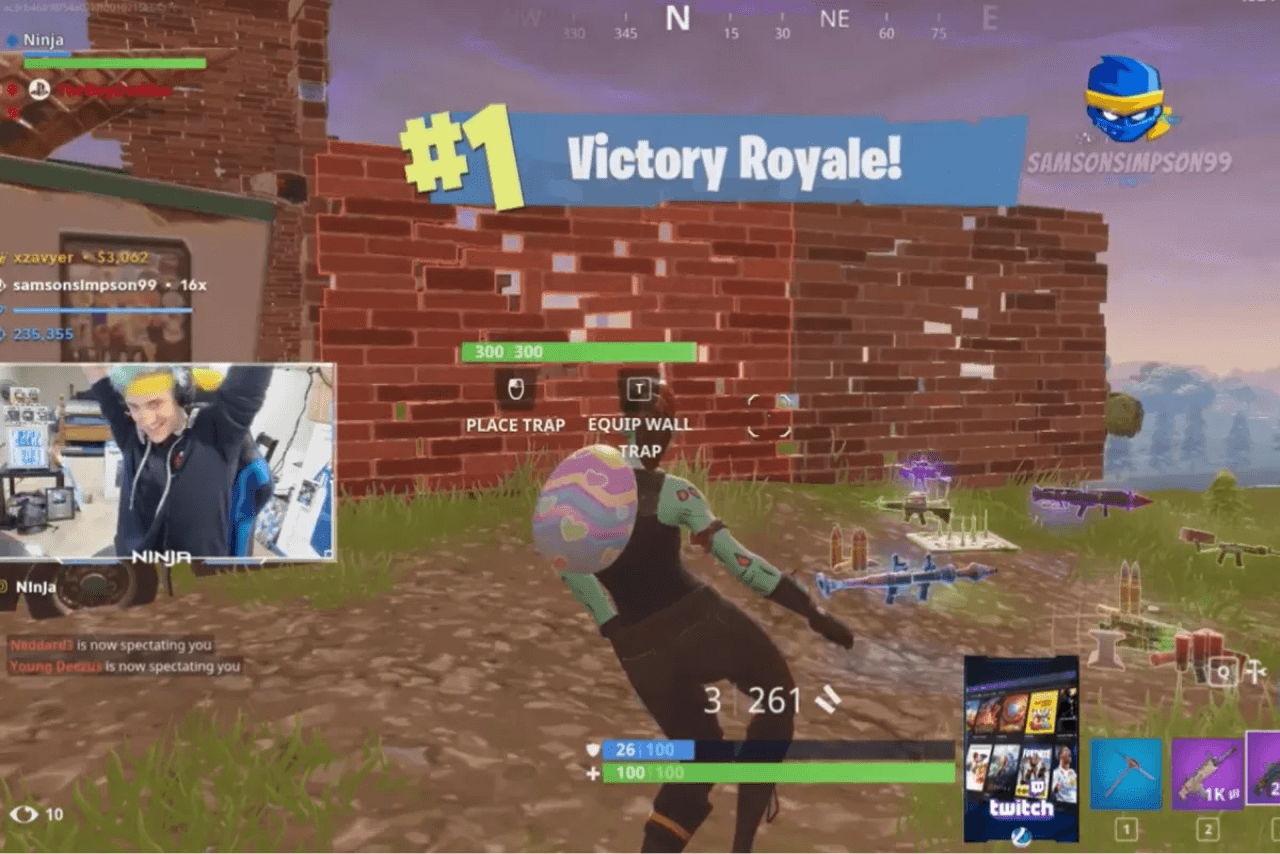 W N NE E
330 345 15 30 60 75
Ninja
#1 Victory Royale!
SAMSONSIMPSON99
xzavyer • $3,062
samsonsimpson99 • 16x
235,355
300 300
T
PLACE TRAP EQUIP WALL
TRAP
NINJA
Ninja
Neddard3 is now spectating you
Young Deezus is now spectating you
Q
3 | 261
26 | 100
100 | 100
10
twitch
1K
2
1 2